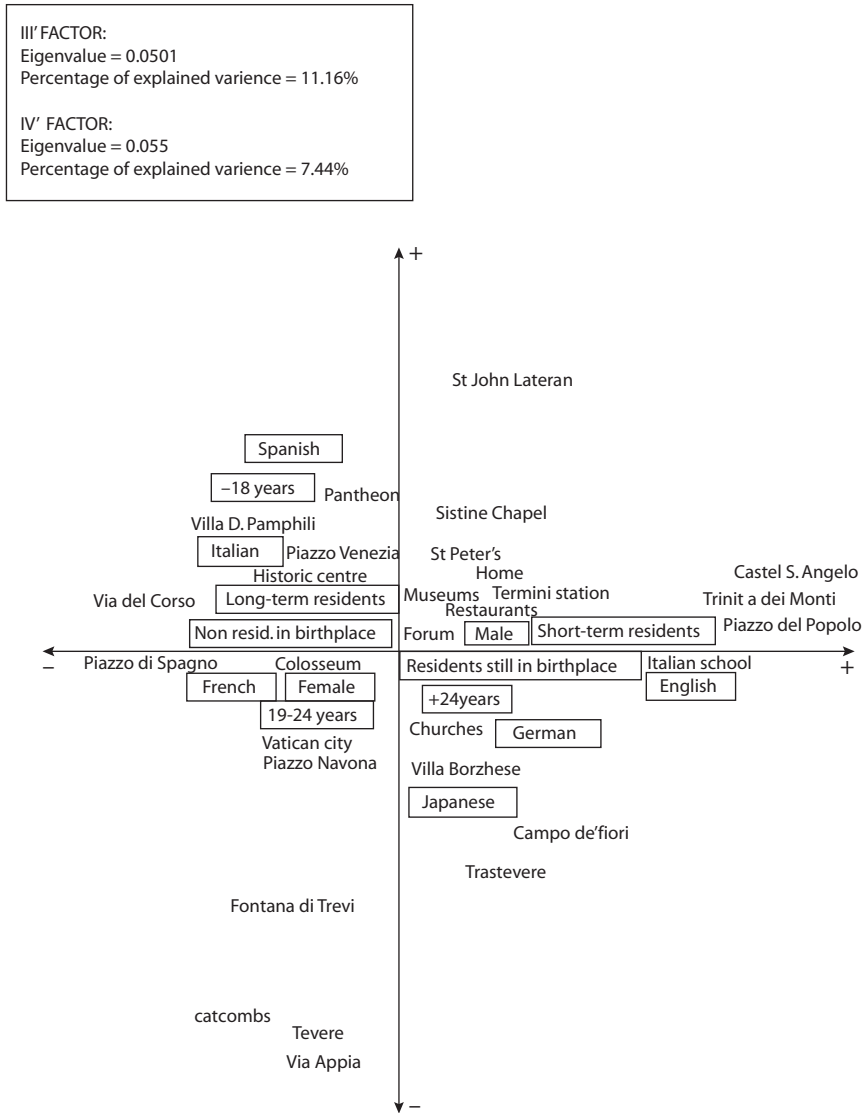 III' FACTOR:
Eigenvalue = 0.0501
Percentage of explained varience = 11.16%
IV' FACTOR:
Eigenvalue = 0.055
Percentage of explained varience = 7.44%
+
St John Lateran
Spanish
–18 years
Pantheon
Sistine Chapel
Villa D. Pamphili
Italian
Piazzo Venezia
St Peter's
Historic centre
Home
Castel S. Angelo
Via del Corso
Long-term residents
Museums
Termini station
Trinit a dei Monti
Restaurants
Non resid. in birthplace
Forum
Male
Short-term residents
Piazzo del Popolo
–
Piazzo di Spagno
Colosseum
Residents still in birthplace
Italian school
+
French
Female
+24years
English
19-24 years
Churches
German
Vatican city
Piazzo Navona
Villa Borzhese
Japanese
Campo de'fiori
Trastevere
Fontana di Trevi
catcombs
Tevere
Via Appia
–